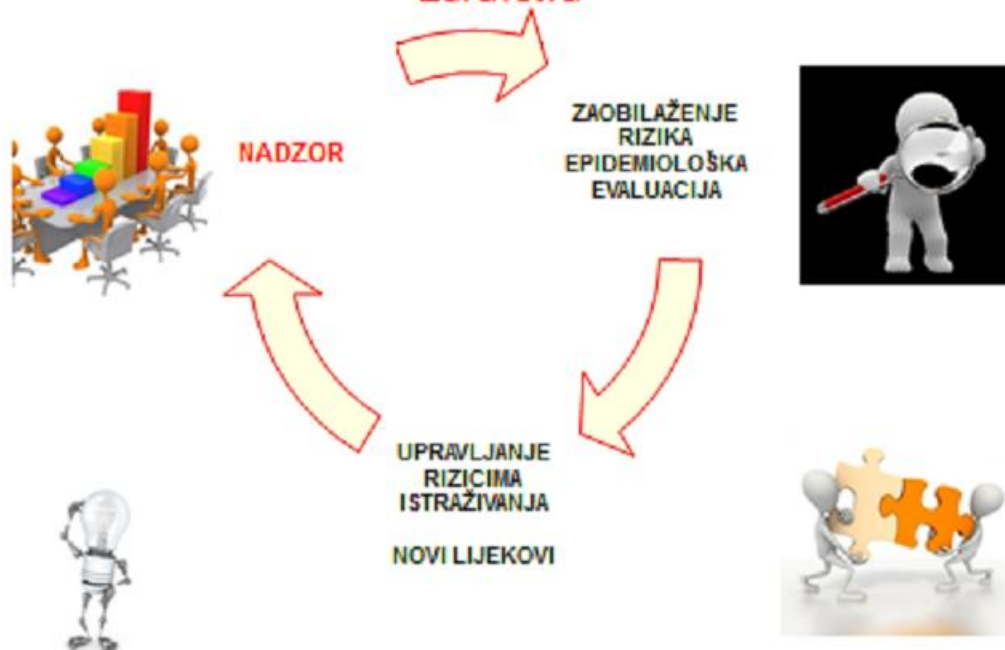 NADZOR
ZAOBILAŽENJE
RIZIKA
EPIDEMIOLOŠKA
EVALUACIJA
UPRAVLJANJE
RIZICIMA
ISTRAŽIVANJA
NOVI LIJEKOVI